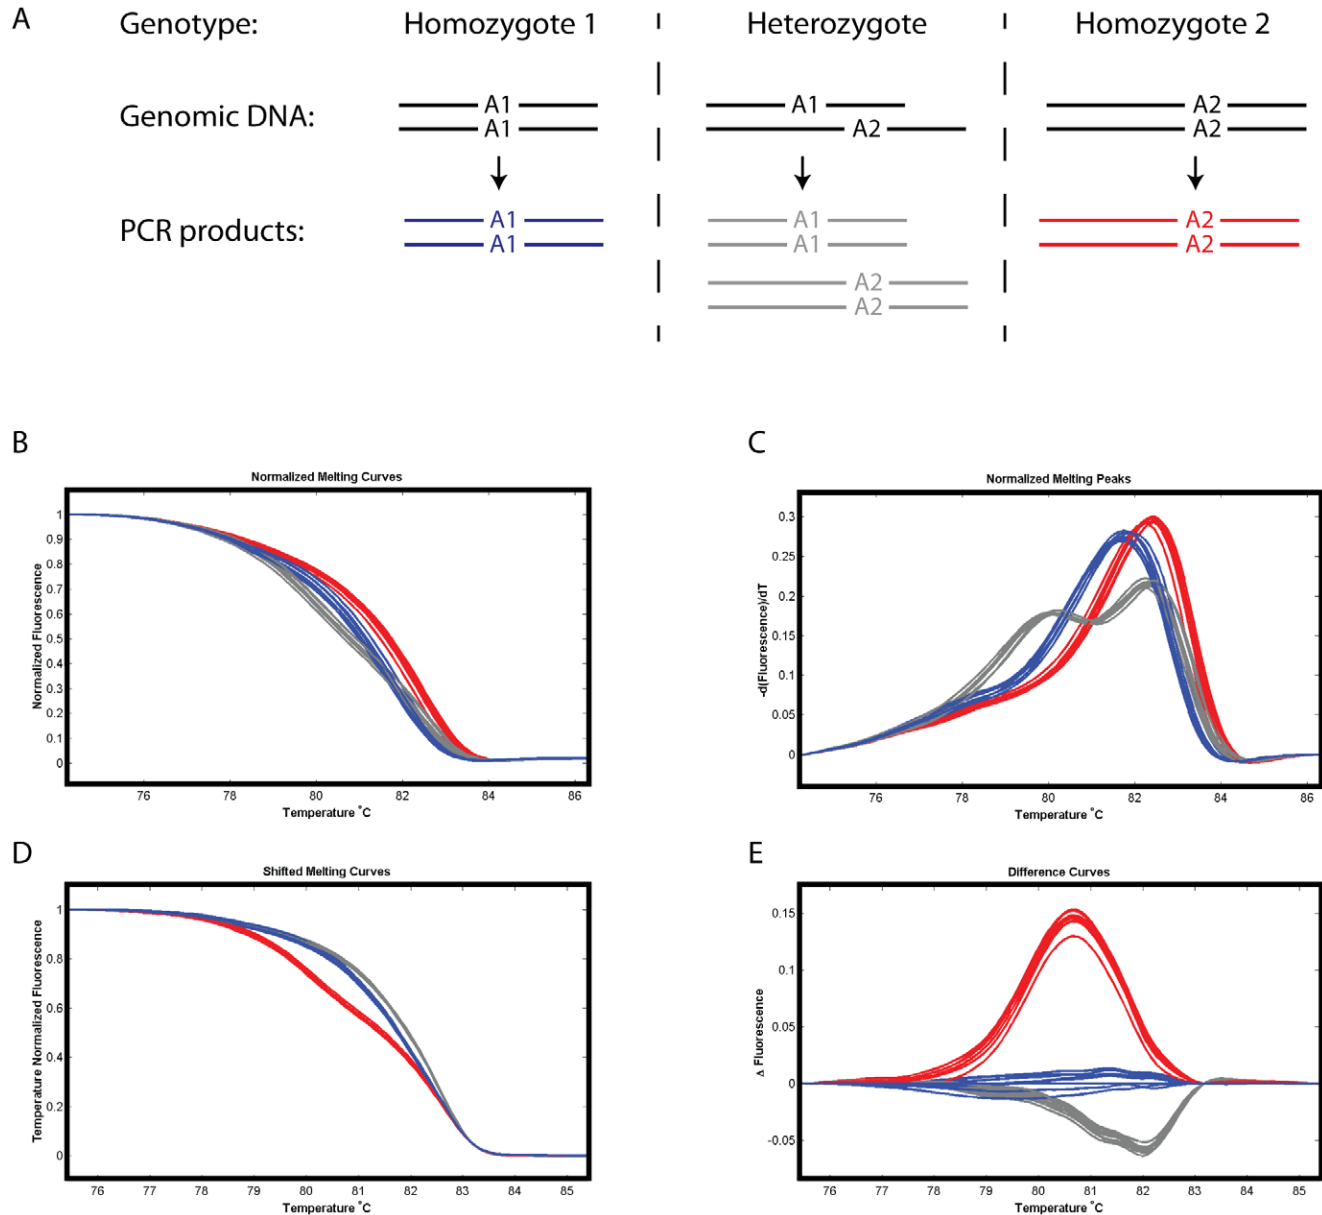 A
Genotype: Homozygote 1 Heterozygote Homozygote 2
Genomic DNA:
A1
A1
A1
A2
A2
A2
PCR products:
A1
A1
A1
A1
A2
A2
A2
A2
B
Normalized Melting Curves
Normalized Fluorescence
1
0.9
0.8
0.7
0.6
0.5
0.4
0.3
0.2
0.1
0
76 78 80 82 84 86
Temperature °C
C
Normalized Melting Peaks
-d(Fluorescence)/dT
0.3
0.25
0.2
0.15
0.1
0.05
0
76 78 80 82 84 86
Temperature °C
D
Shifted Melting Curves
Temperature Normalized Fluorescence
1
0.8
0.6
0.4
0.2
0
76 77 78 79 80 81 82 83 84 85
Temperature °C
E
Difference Curves
Δ Fluorescence
0.15
0.1
0.05
0
-0.05
76 77 78 79 80 81 82 83 84 85
Temperature °C